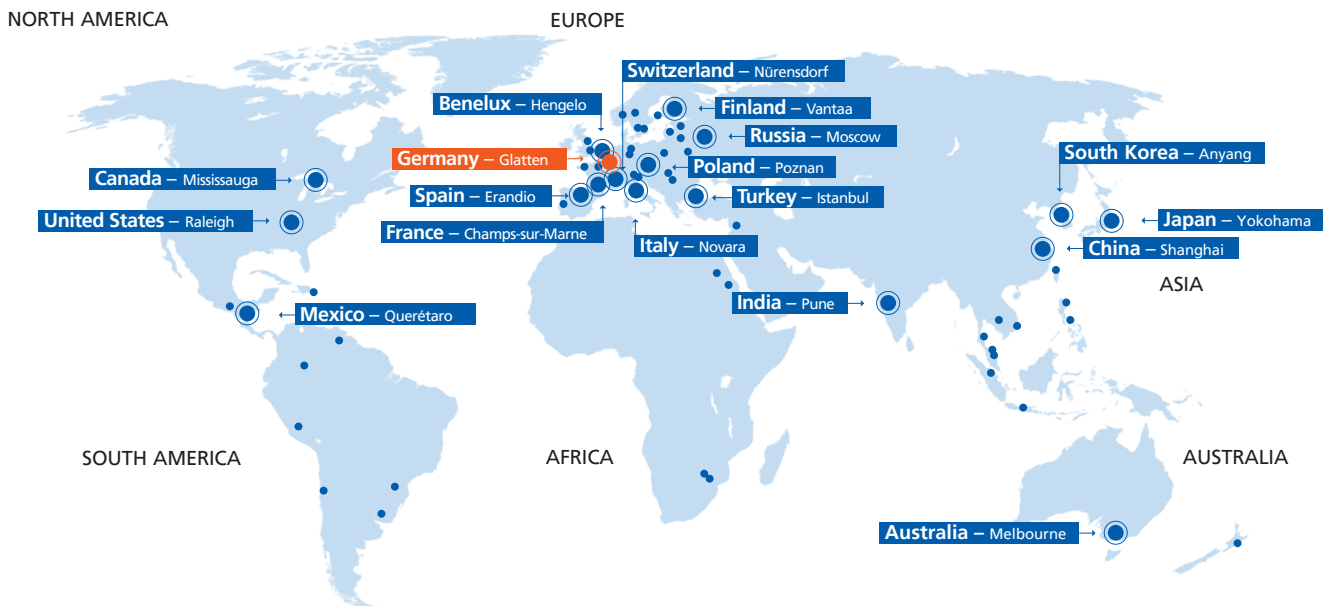 NORTH AMERICA
EUROPE
Switzerland – Nürensdorf
Benelux – Hengelo
Finland – Vantaa
Russia – Moscow
Germany – Glatten
South Korea – Anyang
Canada – Mississauga
Poland – Poznan
Spain – Erandio
Turkey – Istanbul
United States – Raleigh
Japan – Yokohama
France – Champs-sur-Marne
Italy – Novara
China – Shanghai
ASIA
India – Pune
Mexico – Querétaro
SOUTH AMERICA
AFRICA
AUSTRALIA
Australia – Melbourne